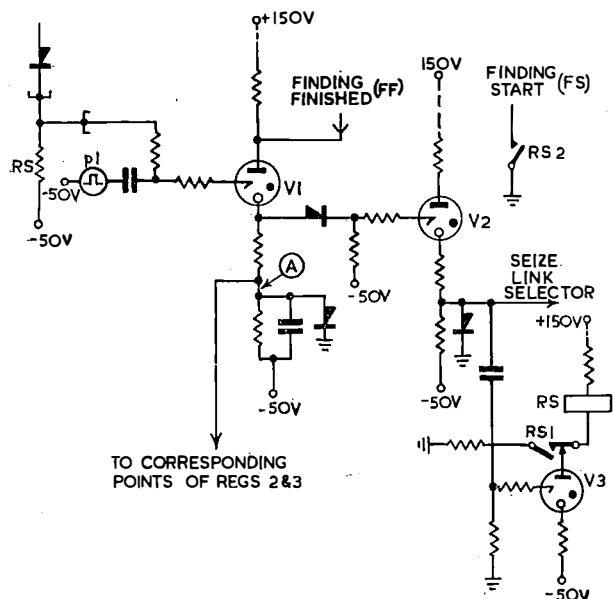 +150V
FINDING
FINISHED (FF)
150V
FINDING
START (FS)
RS 2
RS
p1
-50V
-50V
V1
V2
A
-50V
SEIZE
LINK
SELECTOR
+150V
-50V
-50V
RS
RS1
TO CORRESPONDING
POINTS OF REGS 2&3
V3
-50V